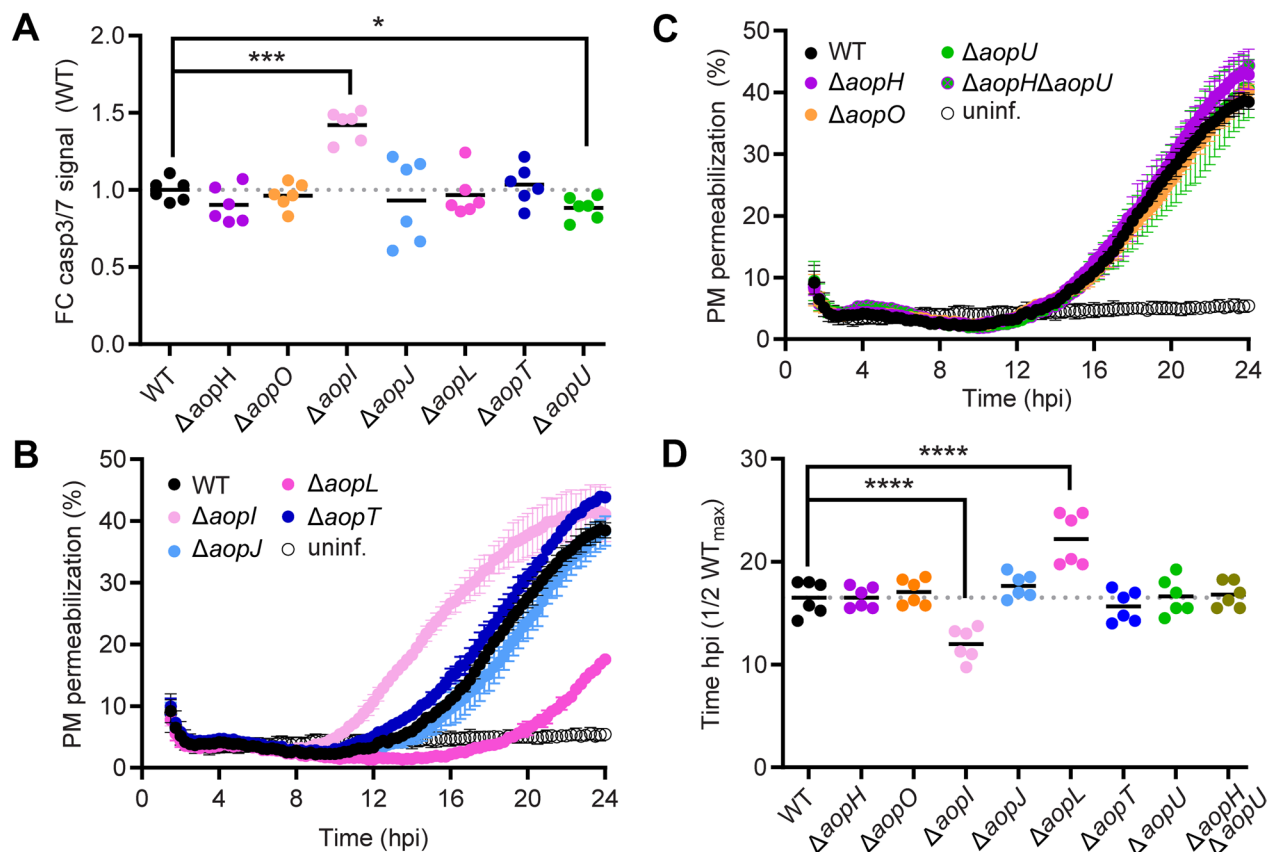 A
FC casp3/7 signal (WT)
2.0
1.5
1.0
0.5
0.0
***
*
WT
ΔaopH
ΔaopO
ΔaopI
ΔaopJ
ΔaopL
ΔaopT
ΔaopU
C
PM permeabilization (%)
50
40
30
20
10
0
WT
ΔaopH
ΔaopO
ΔaopU
ΔaopHΔaopU
uninf.
0 4 8 12 16 20 24
Time (hpi)
B
PM permeabilization (%)
50
40
30
20
10
0
WT
ΔaopI
ΔaopJ
ΔaopL
ΔaopT
uninf.
0 4 8 12 16 20 24
Time (hpi)
D
Time hpi (1/2 WTmax)
30
20
10
0
****
****
WT
ΔaopH
ΔaopO
ΔaopI
ΔaopJ
ΔaopL
ΔaopT
ΔaopU
ΔaopH
ΔaopU